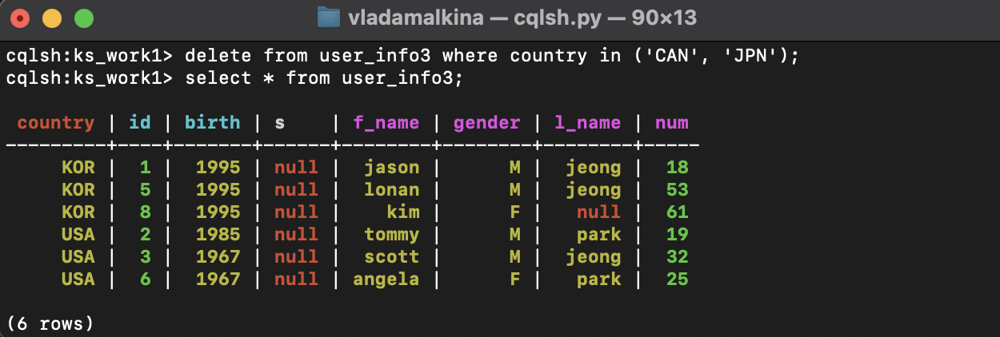 vladamalkina — cqlsh.py — 90×13
cqlsh:ks_work1> delete from user_info3 where country in ('CAN', 'JPN');
cqlsh:ks_work1> select * from user_info3;
 country | id | birth | s    | f_name | gender | l_name | num
---------+----+-------+------+--------+--------+--------+-----
     KOR |  1 |  1995 | null |  jason |      M |  jeong |  18
     KOR |  5 |  1995 | null |  lonan |      M |  jeong |  53
     KOR |  8 |  1995 | null |    kim |      F |   null |  61
     USA |  2 |  1985 | null |  tommy |      M |   park |  19
     USA |  3 |  1967 | null |  scott |      M |  jeong |  32
     USA |  6 |  1967 | null | angela |      F |   park |  25
(6 rows)